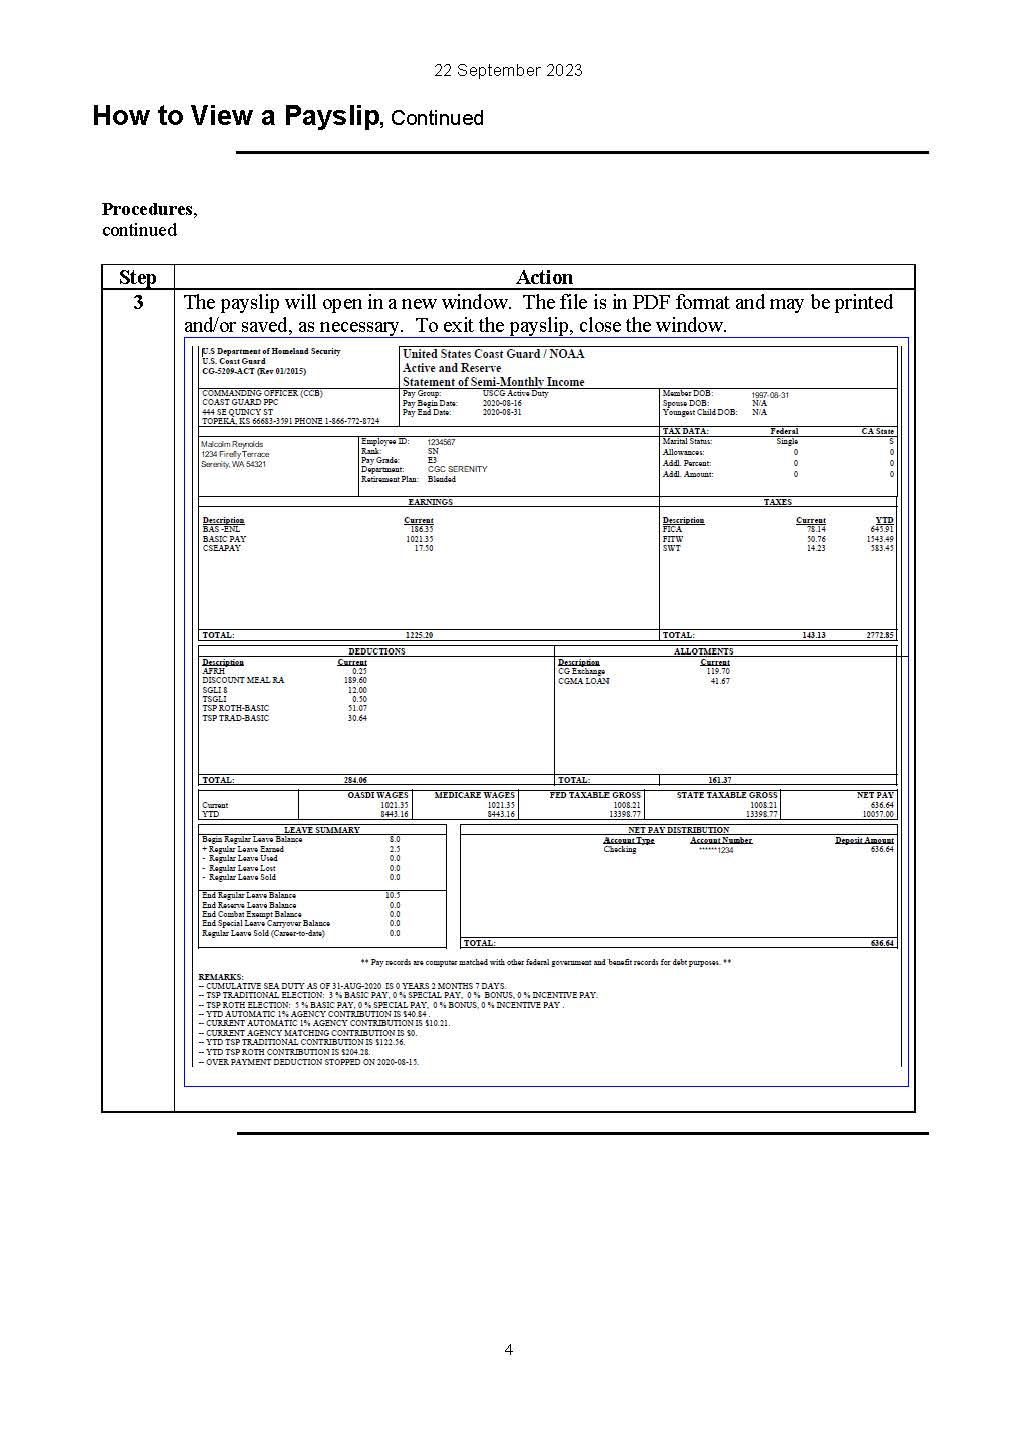 22 September 2023
How to View a Payslip, Continued
Procedures,
continued
Step Action
3 The payslip will open in a new window. The file is in PDF format and may be printed
and/or saved, as necessary. To exit the payslip, close the window.
U.S Department of Homeland Security
U.S. Coast Guard
CG-5209-ACT (Rev 01/2015)
United States Coast Guard / NOAA
Active and Reserve
Statement of Semi-Monthly Income
COMMANDING OFFICER (CCB)
COAST GUARD PPC
444 SE QUINCY ST
TOPEKA, KS 66683-3591 PHONE 1-866-772-8724
Pay Group: USCG Active Duty
Pay Begin Date: 2020-08-16
Pay End Date: 2020-08-31
Member DOB: 1997-08-31
Spouse DOB: N/A
Youngest Child DOB: N/A
Malcolm Reynolds
1234 Firefly Terrace
Serenity, WA 54321
Employee ID: 1234567
Rank: SN
Pay Grade: E3
Department: CGC SERENITY
Retirement Plan: Blended
TAX DATA: Federal CA State
Marital Status: Single S
Allowances: 0 0
Addl. Percent: 0 0
Addl. Amount: 0 0
EARNINGS
Description Current
BAS -ENL 186.35
BASIC PAY 1021.35
CSEAPAY 17.50
TOTAL: 1225.20
TAXES
Description Current YTD
FICA 78.14 645.91
FITW 50.76 1543.49
SWT 14.23 583.45
TOTAL: 143.13 2772.85
DEDUCTIONS
Description Current
AFRH 0.25
DISCOUNT MEAL RA 189.60
SGLI 8 12.00
TSGLI 0.50
TSP ROTH-BASIC 51.07
TSP TRAD-BASIC 30.64
TOTAL: 284.06
ALLOTMENTS
Description Current
CG Exchange 119.70
CGMA LOAN 41.67
TOTAL: 161.37
OASDI WAGES MEDICARE WAGES FED TAXABLE GROSS STATE TAXABLE GROSS NET PAY
Current 1021.35 1021.35 1008.21 1008.21 636.64
YTD 8443.16 8443.16 13398.77 13398.77 10057.00
LEAVE SUMMARY
Begin Regular Leave Balance 8.0
+ Regular Leave Earned 2.5
- Regular Leave Used 0.0
- Regular Leave Lost 0.0
- Regular Leave Sold 0.0
End Regular Leave Balance 10.5
End Reserve Leave Balance 0.0
End Combat Exempt Balance 0.0
End Special Leave Carryover Balance 0.0
Regular Leave Sold (Career-to-date) 0.0
NET PAY DISTRIBUTION
Account Type Account Number Deposit Amount
Checking ******1234 636.64
TOTAL: 636.64
** Pay records are computer matched with other federal government and benefit records for debt purposes. **
REMARKS:
-- CUMULATIVE SEA DUTY AS OF 31-AUG-2020 IS 0 YEARS 2 MONTHS 7 DAYS.
-- TSP TRADITIONAL ELECTION: 3 % BASIC PAY, 0 % SPECIAL PAY, 0 % BONUS, 0 % INCENTIVE PAY.
-- TSP ROTH ELECTION: 5 % BASIC PAY, 0 % SPECIAL PAY, 0 % BONUS, 0 % INCENTIVE PAY .
-- YTD AUTOMATIC 1% AGENCY CONTRIBUTION IS $40.84 .
-- CURRENT AUTOMATIC 1% AGENCY CONTRIBUTION IS $10.21.
-- CURRENT AGENCY MATCHING CONTRIBUTION IS $0.
-- YTD TSP TRADITIONAL CONTRIBUTION IS $122.56.
-- YTD TSP ROTH CONTRIBUTION IS $204.28.
-- OVER PAYMENT DEDUCTION STOPPED ON 2020-08-15.
4